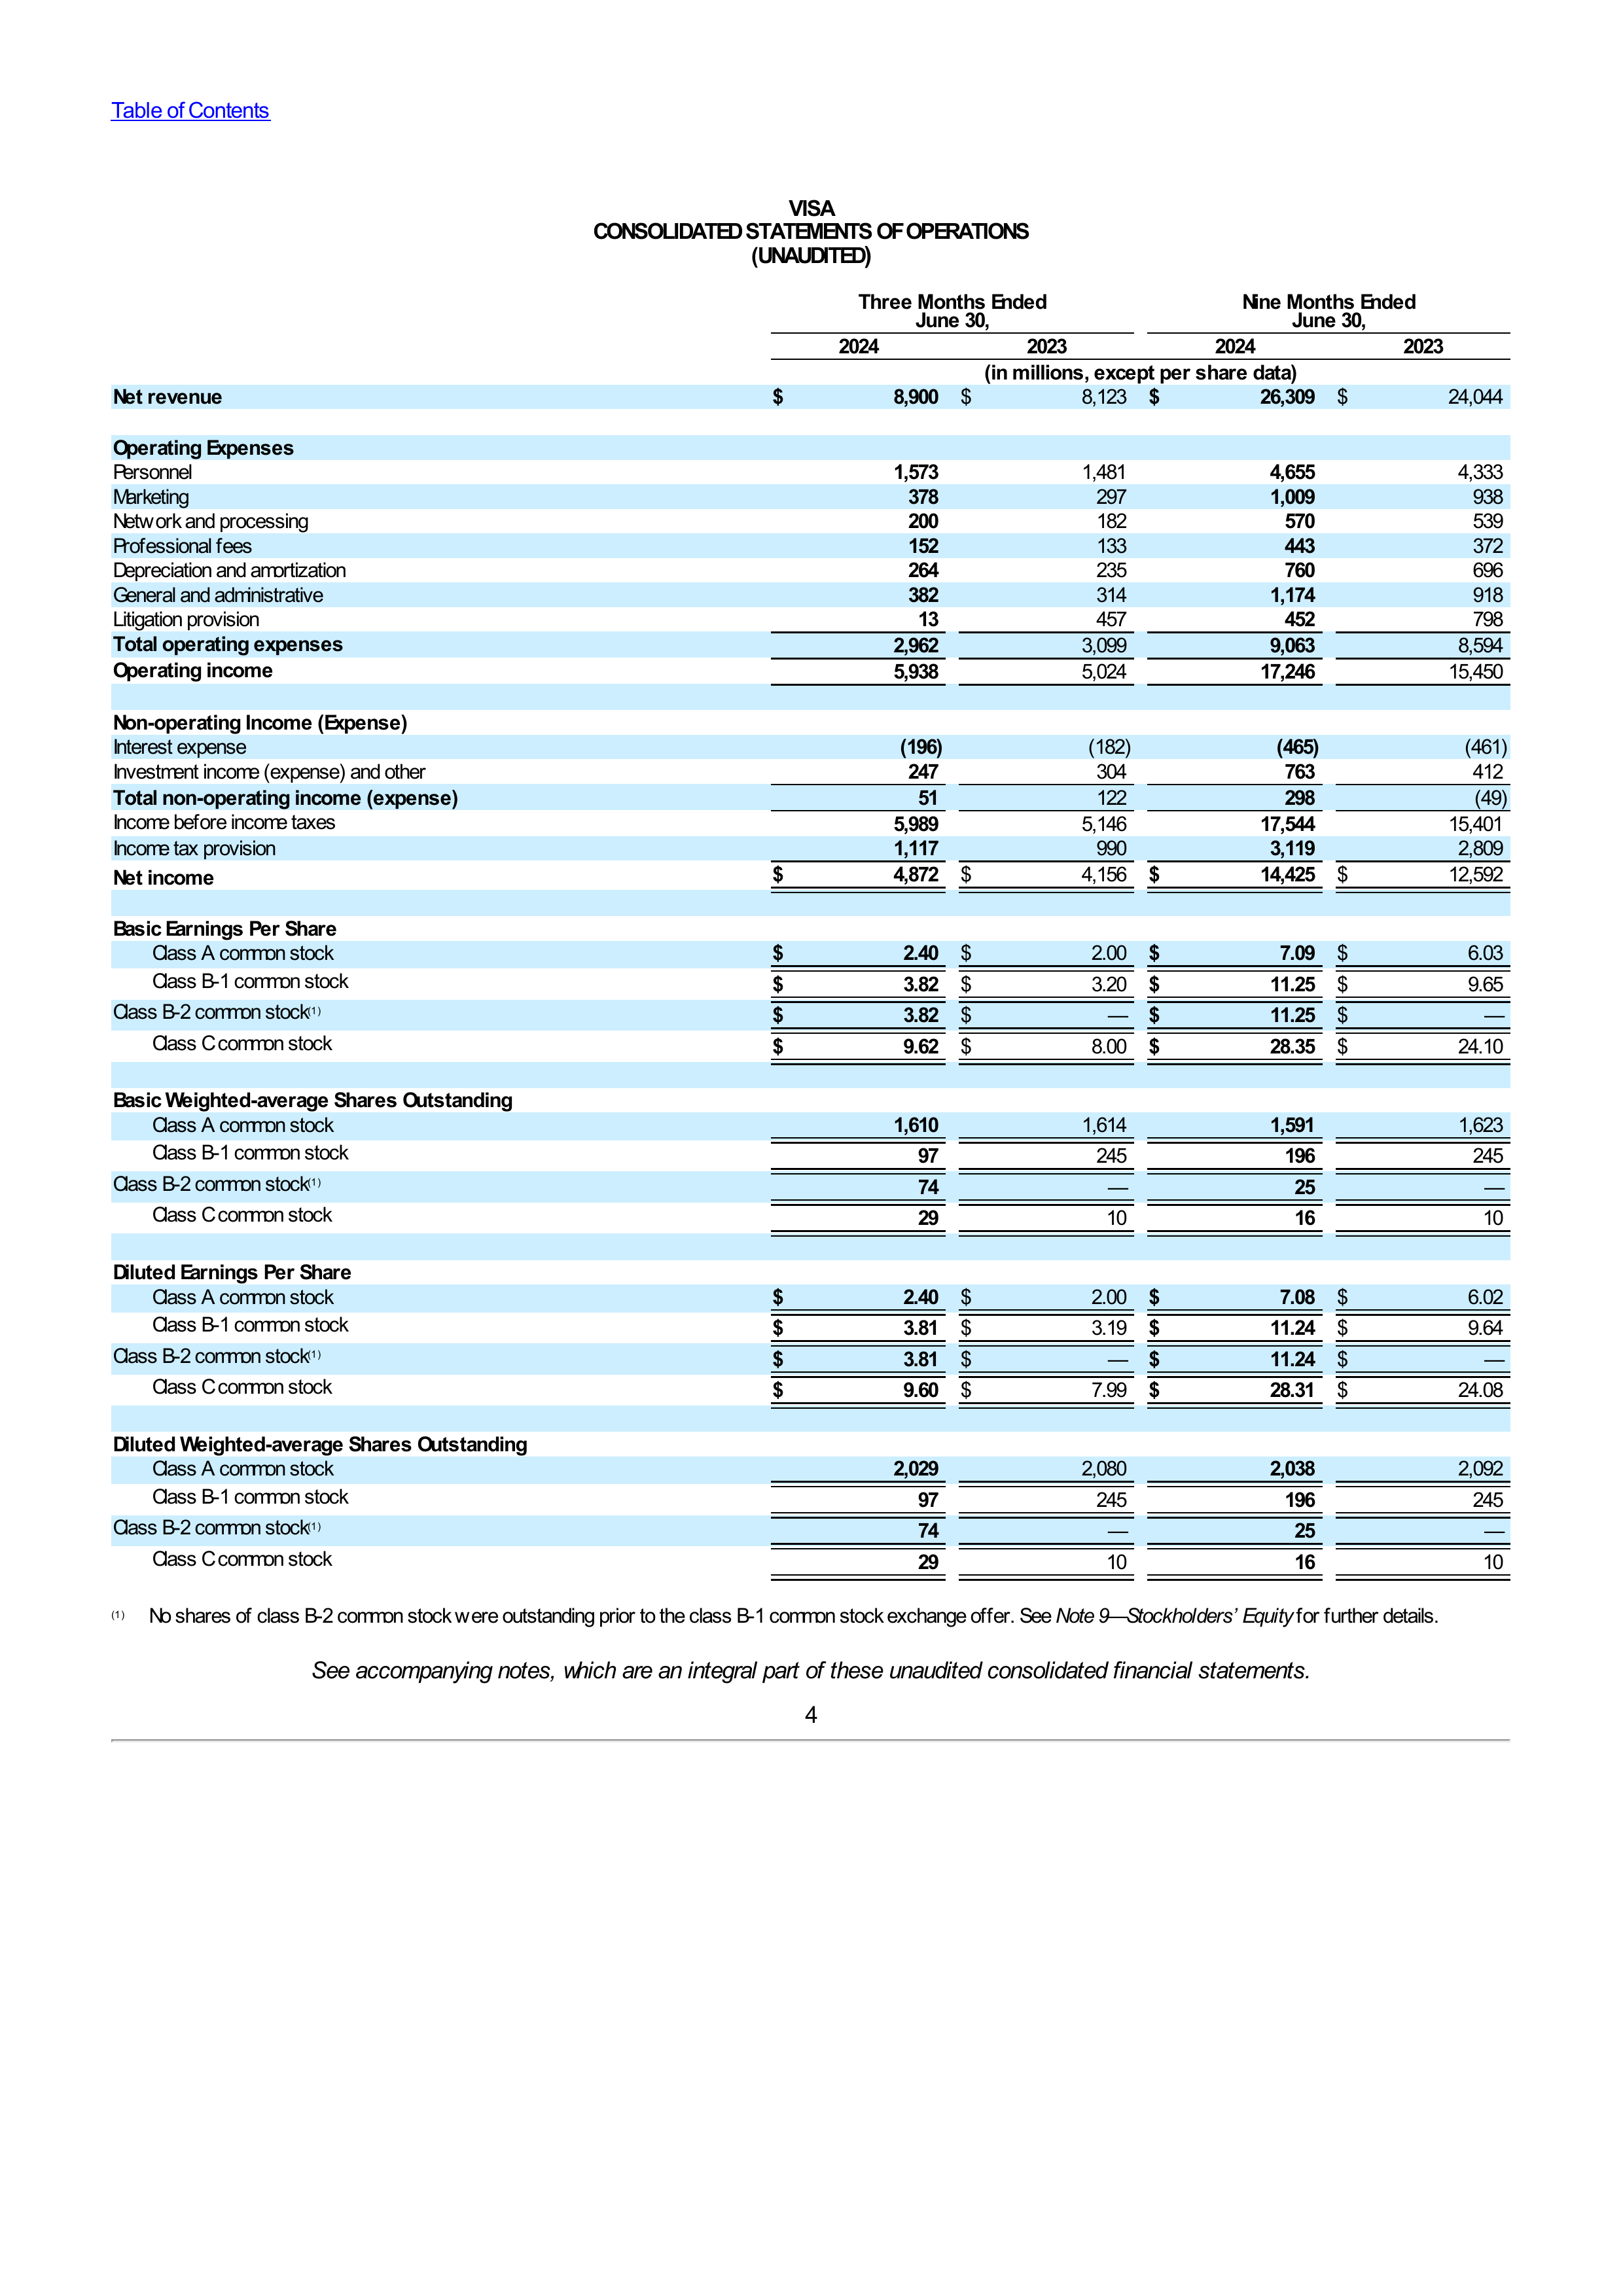 Table of Contents
VISA
CONSOLIDATED STATEMENTS OF OPERATIONS
(UNAUDITED)
Three Months Ended Nine Months Ended
June 30, June 30,
2024 2023 2024 2023
(in millions, except per share data)
Net revenue $ 8,900 $ 8,123 $ 26,309 $ 24,044
Operating Expenses
Personnel 1,573 1,481 4,655 4,333
Marketing 378 297 1,009 938
Network and processing 200 182 570 539
Professional fees 152 133 443 372
Depreciation and amortization 264 235 760 696
General and administrative 382 314 1,174 918
Litigation provision 13 457 452 798
Total operating expenses 2,962 3,099 9,063 8,594
Operating income 5,938 5,024 17,246 15,450
Non-operating Income (Expense)
Interest expense (196) (182) (465) (461)
Investment income (expense) and other 247 304 763 412
Total non-operating income (expense) 51 122 298 (49)
Income before income taxes 5,989 5,146 17,544 15,401
Income tax provision 1,117 990 3,119 2,809
Net income $ 4,872 $ 4,156 $ 14,425 $ 12,592
Basic Earnings Per Share
Class A common stock $ 2.40 $ 2.00 $ 7.09 $ 6.03
Class B-1 common stock $ 3.82 $ 3.20 $ 11.25 $ 9.65
Class B-2 common stock(1) $ 3.82 $ — $ 11.25 $ —
Class C common stock $ 9.62 $ 8.00 $ 28.35 $ 24.10
Basic Weighted-average Shares Outstanding
Class A common stock 1,610 1,614 1,591 1,623
Class B-1 common stock 97 245 196 245
Class B-2 common stock(1) 74 — 25 —
Class C common stock 29 10 16 10
Diluted Earnings Per Share
Class A common stock $ 2.40 $ 2.00 $ 7.08 $ 6.02
Class B-1 common stock $ 3.81 $ 3.19 $ 11.24 $ 9.64
Class B-2 common stock(1) $ 3.81 $ — $ 11.24 $ —
Class C common stock $ 9.60 $ 7.99 $ 28.31 $ 24.08
Diluted Weighted-average Shares Outstanding
Class A common stock 2,029 2,080 2,038 2,092
Class B-1 common stock 97 245 196 245
Class B-2 common stock(1) 74 — 25 —
Class C common stock 29 10 16 10
(1) No shares of class B-2 common stock were outstanding prior to the class B-1 common stock exchange offer. See Note 9—Stockholders’ Equity for further details.
See accompanying notes, which are an integral part of these unaudited consolidated financial statements.
4